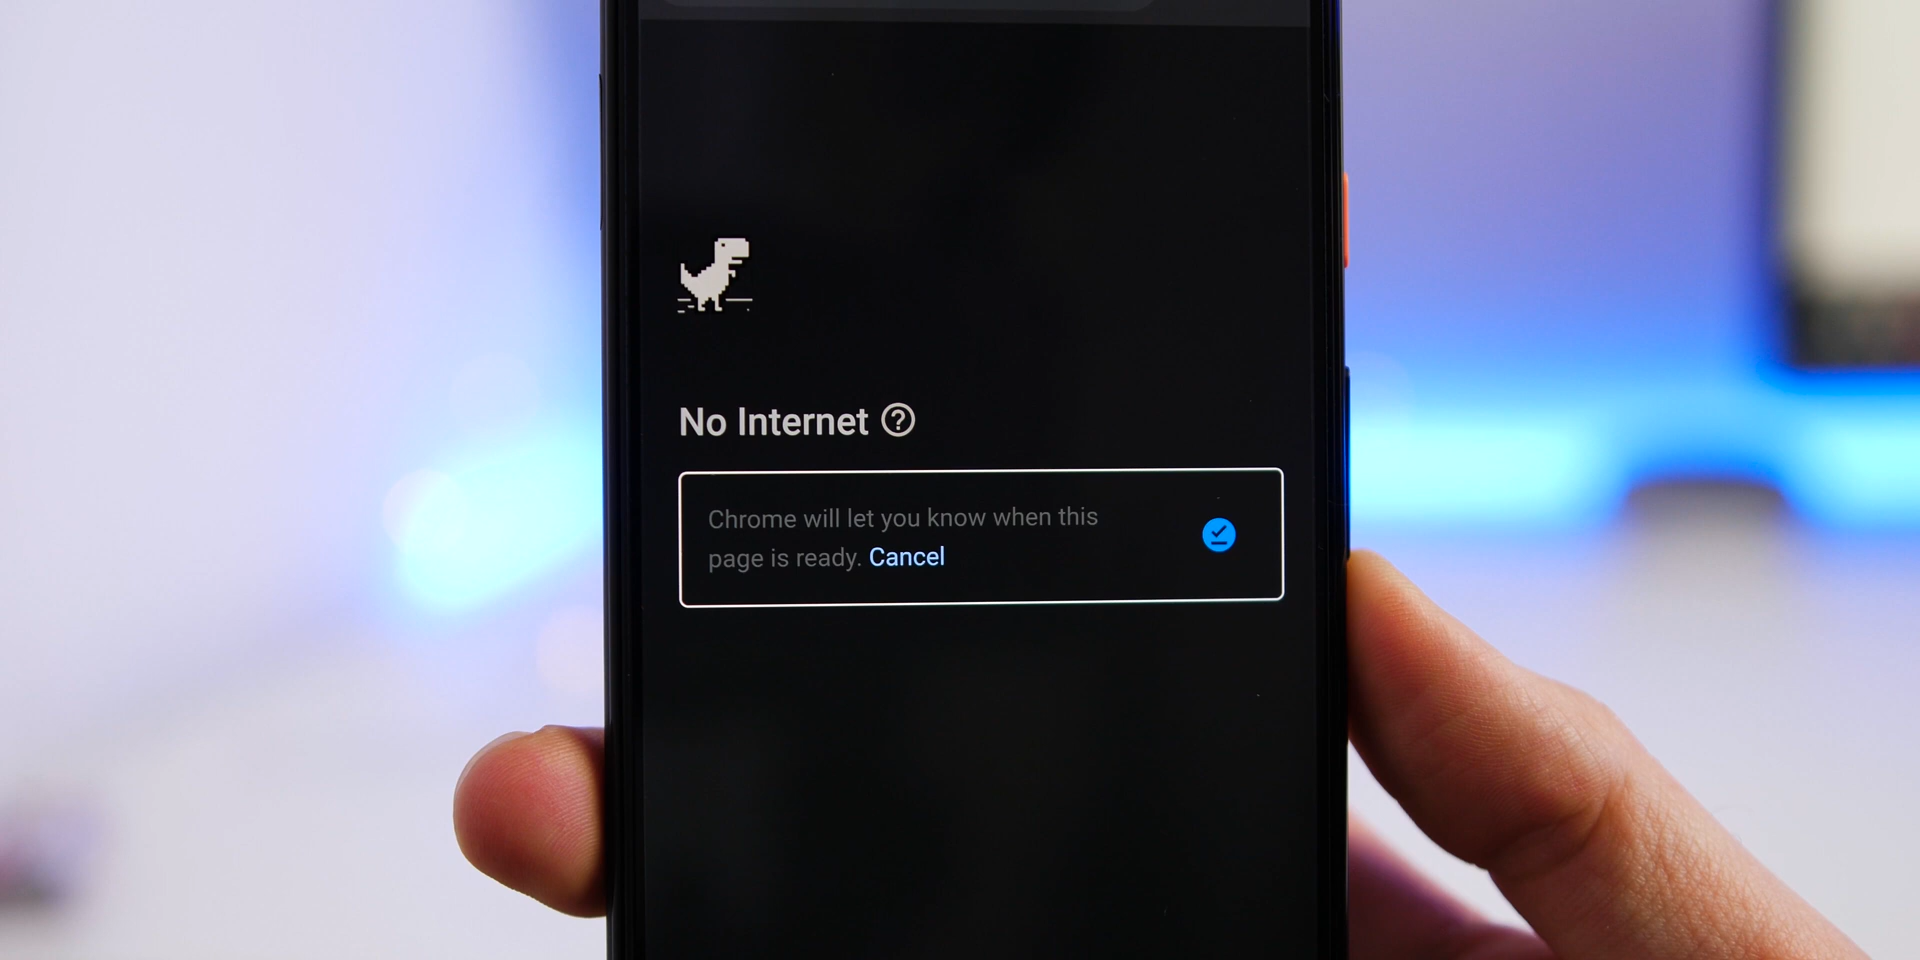 No Internet
Chrome will let you know when this
page is ready. Cancel